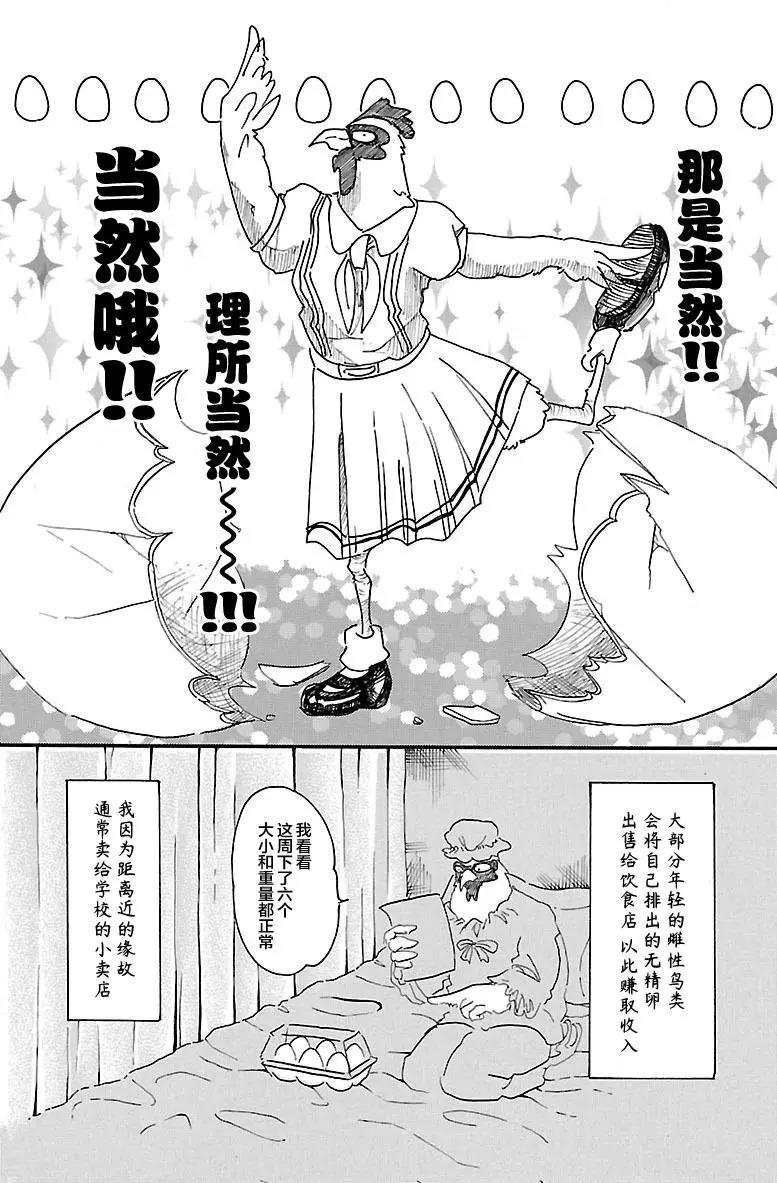 那是当然!!
理所当然~~~!!!
当然哦!!
大部分年轻的雌性鸟类
会将自己排出的无精卵
出售给饮食店 以此赚取收入
我看看
这周下了六个
大小和重量都正常
我因为距离近的缘故
通常卖给学校的小卖店